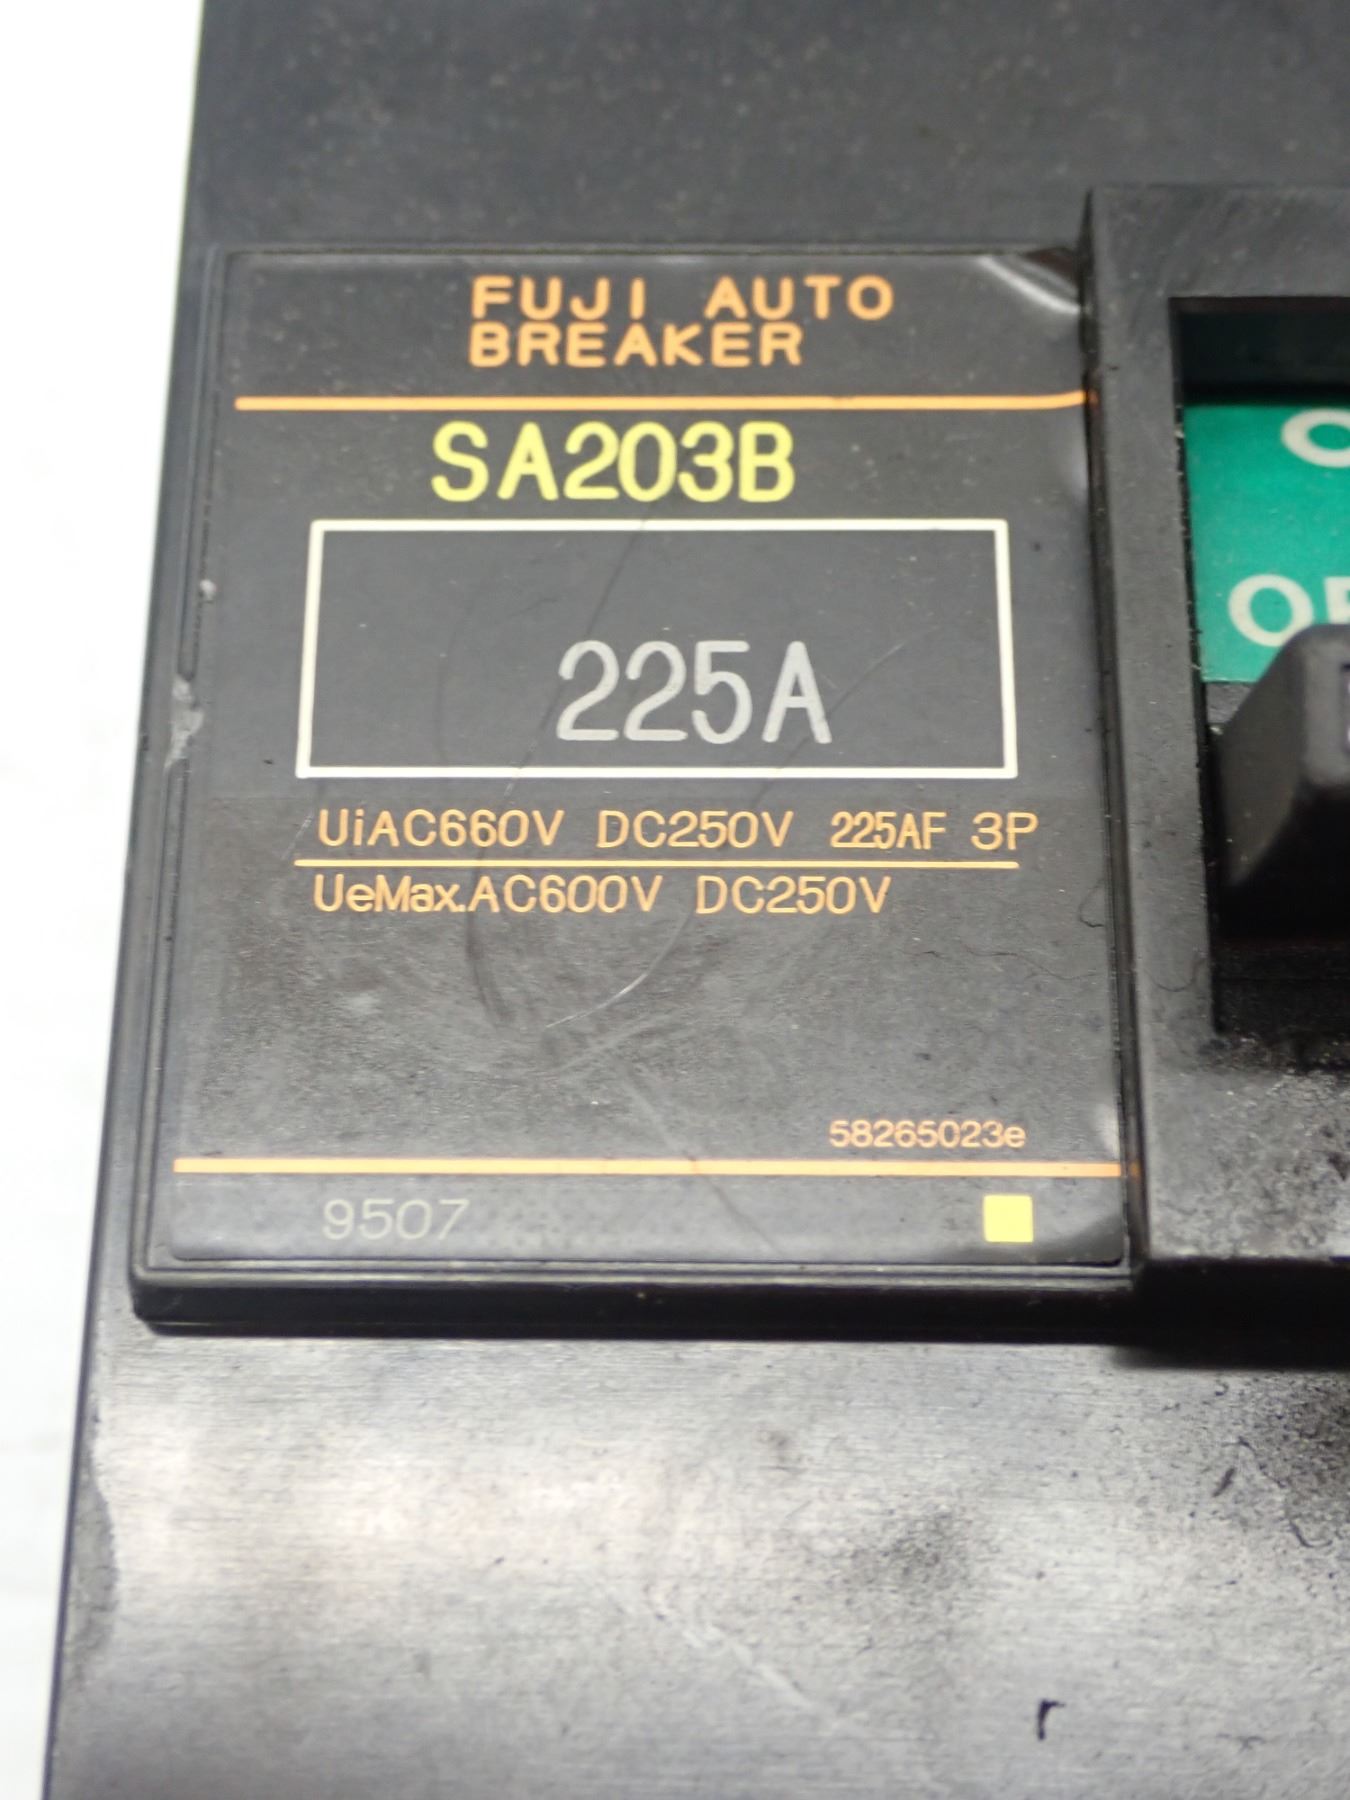 FUJI AUTO
BREAKER
SA203B
225A
UiAC660V DC250V 225AF 3P
UeMax.AC600V DC250V
58265023e
9507